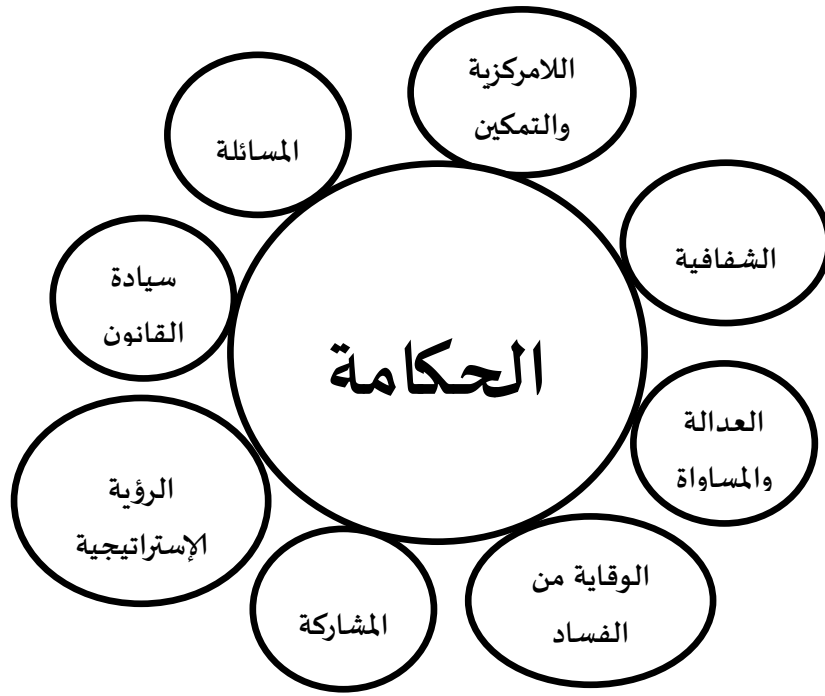 اللامركزية
والتمكين
المسائلة
الشفافية
سيادة
القانون
الحكامة
العدالة
والمساواة
الرؤية
الإستراتيجية
الوقاية من
الفساد
المشاركة